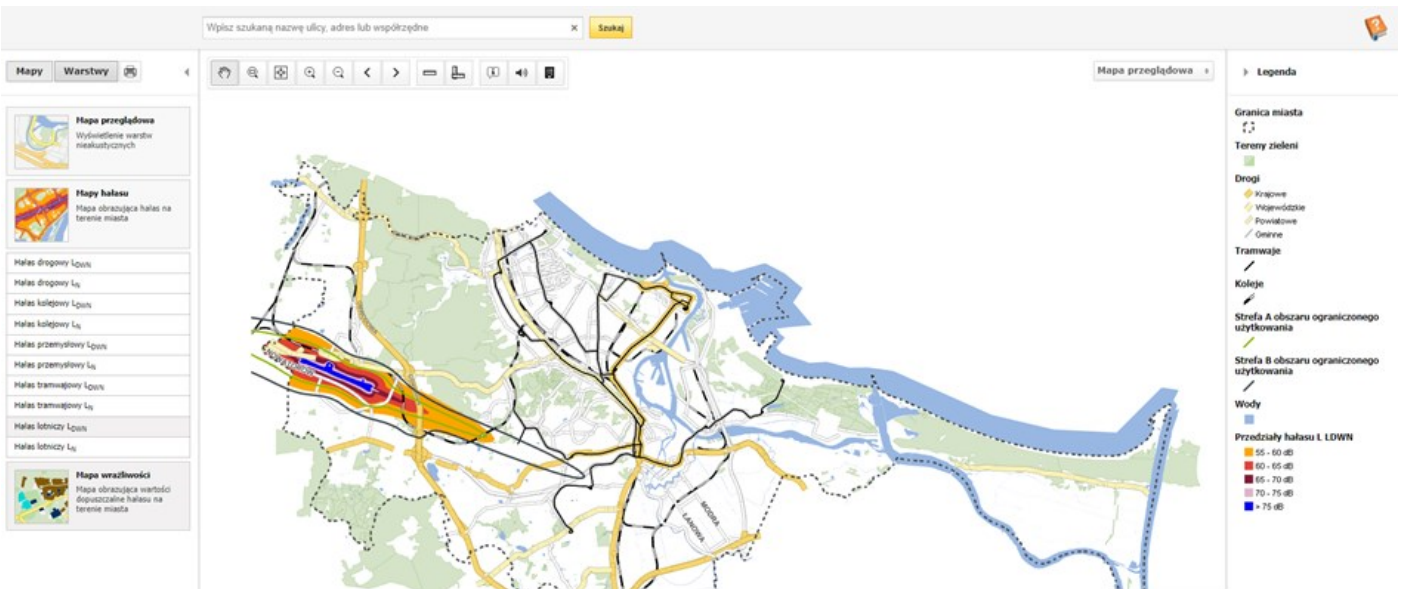 Wpisz szukaną nazwę ulicy, adres lub współrzędne
Szukaj
Mapy
Warstwy
Mapa przeglądowa
Wyświetlenie warstw
nieakustycznych
Mapy hałasu
Mapa obrazująca hałas na
terenie miasta
Hałas drogowy LDWN
Hałas drogowy LN
Hałas kolejowy LDWN
Hałas kolejowy LN
Hałas przemysłowy LDWN
Hałas przemysłowy LN
Hałas tramwajowy LDWN
Hałas tramwajowy LN
Hałas lotniczy LDWN
Hałas lotniczy LN
Mapa wrażliwości
Mapa obrazująca wartości
dopuszczalne hałasu na
terenie miasta
Mapa przeglądowa
MODRA
ŁANOWA
Legenda
Granica miasta
Tereny zieleni
Drogi
Krajowe
Wojewódzkie
Powiatowe
Gminne
Tramwaje
Koleje
Strefa A obszaru ograniczonego
użytkowania
Strefa B obszaru ograniczonego
użytkowania
Wody
Przedziały hałasu L LDWN
55 - 60 dB
60 - 65 dB
65 - 70 dB
70 - 75 dB
> 75 dB